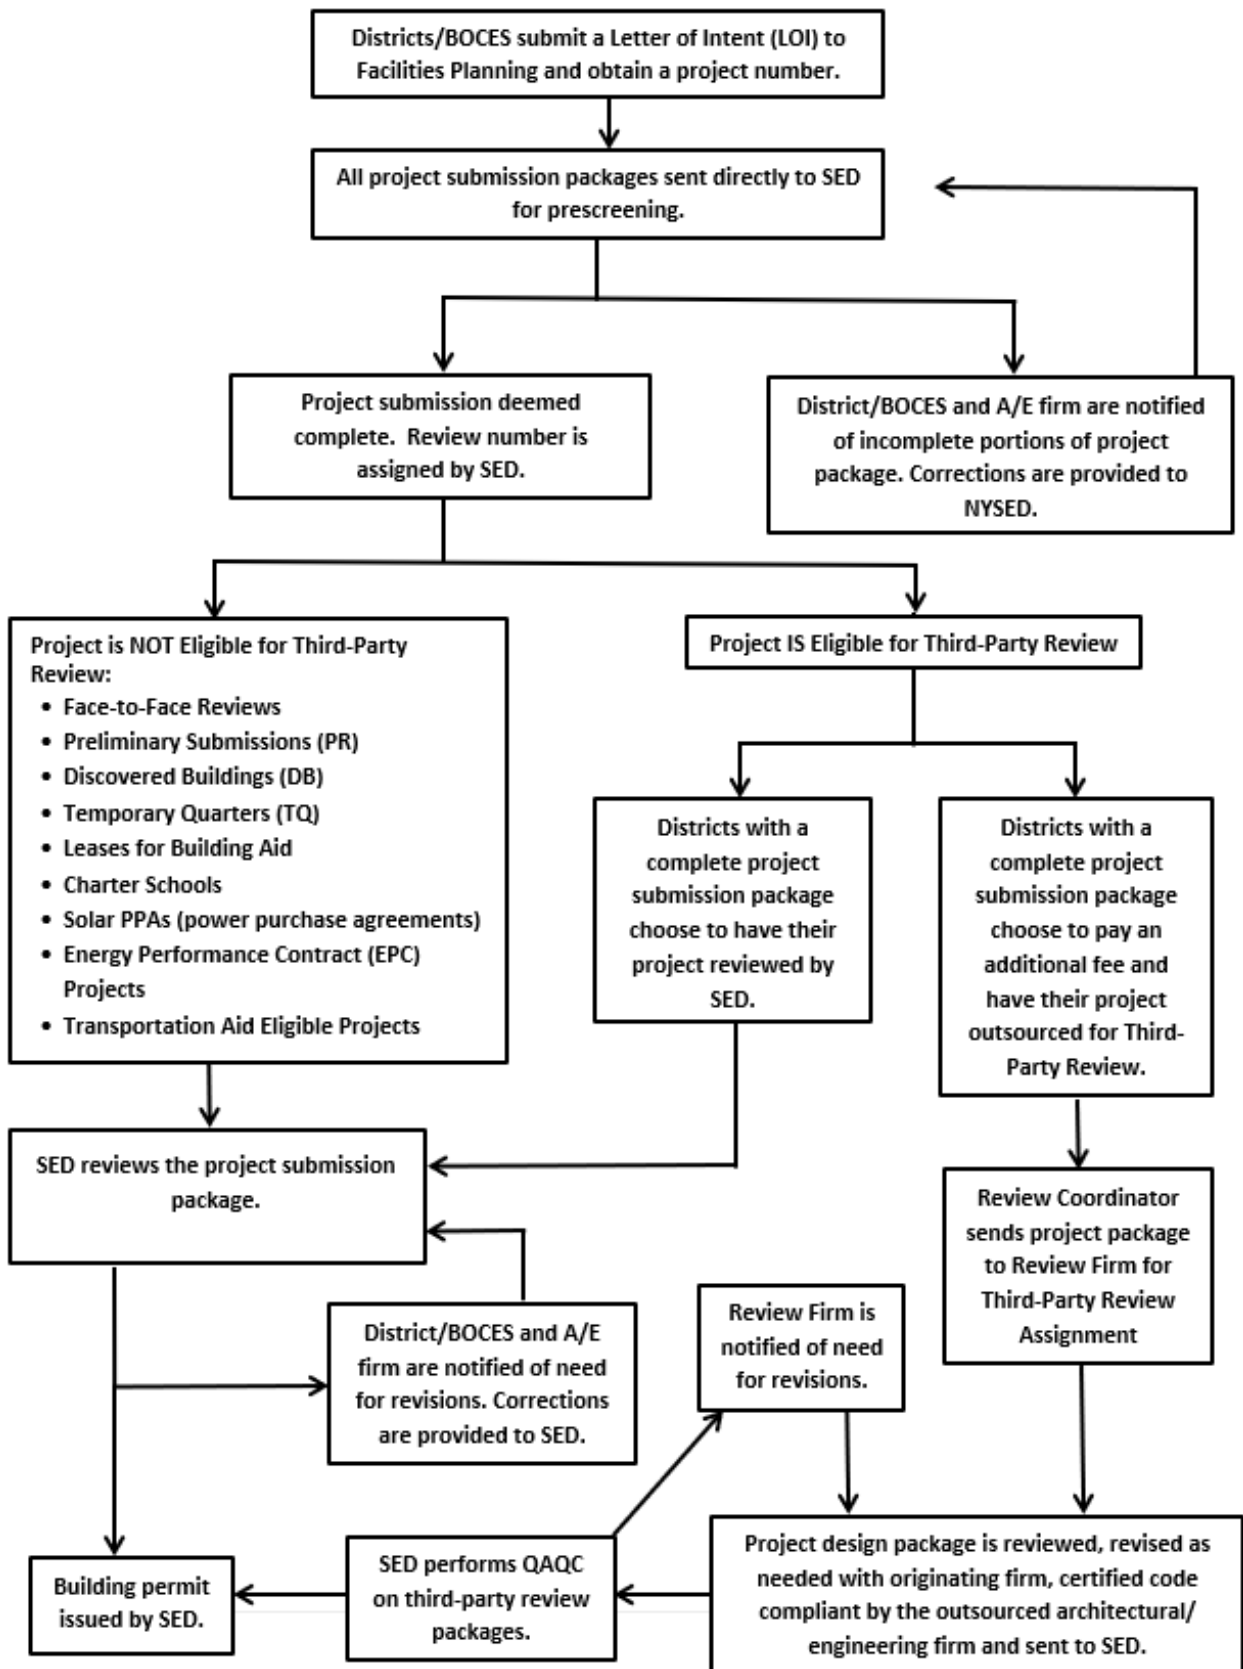 Districts/BOCES submit a Letter of Intent (LOI) to
Facilities Planning and obtain a project number.
All project submission packages sent directly to SED
for prescreening.
Project submission deemed
complete.  Review number is
assigned by SED.
District/BOCES and A/E firm are notified
of incomplete portions of project
package. Corrections are provided to
NYSED.
Project is NOT Eligible for Third-Party
Review:
• Face-to-Face Reviews
• Preliminary Submissions (PR)
• Discovered Buildings (DB)
• Temporary Quarters (TQ)
• Leases for Building Aid
• Charter Schools
• Solar PPAs (power purchase agreements)
• Energy Performance Contract (EPC)
Projects
• Transportation Aid Eligible Projects
Project IS Eligible for Third-Party Review
Districts with a
complete project
submission package
choose to have their
project reviewed by
SED.
Districts with a
complete project
submission package
choose to pay an
additional fee and
have their project
outsourced for Third-
Party Review.
SED reviews the project submission
package.
Review Coordinator
sends project package
to Review Firm for
Third-Party Review
Assignment
District/BOCES and A/E
firm are notified of need
for revisions. Corrections
are provided to SED.
Review Firm is
notified of need
for revisions.
Building permit
issued by SED.
SED performs QAQC
on third-party review
packages.
Project design package is reviewed, revised as
needed with originating firm, certified code
compliant by the outsourced architectural/
engineering firm and sent to SED.